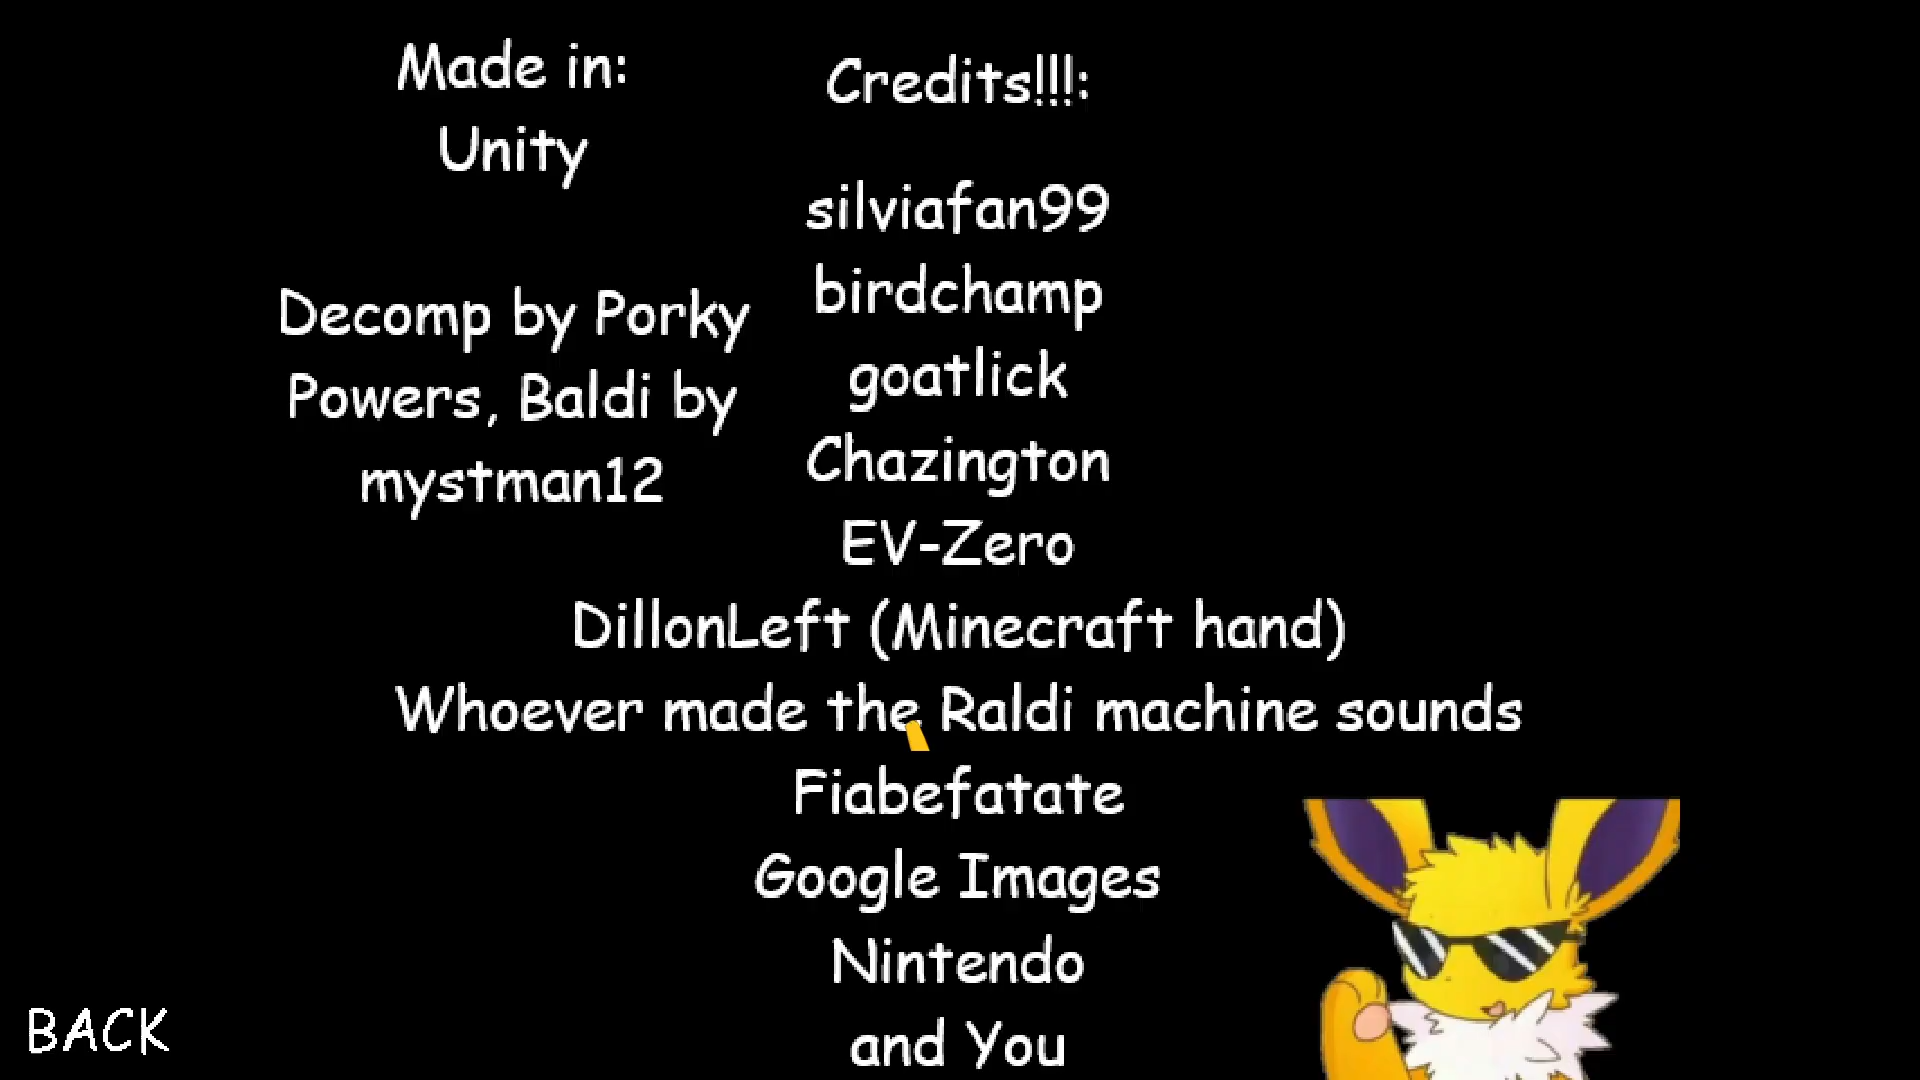 Made in:
Unity
Decomp by Porky
Powers, Baldi by
mystman12
Credits!!!:
silviafan99
birdchamp
goatlick
Chazington
EV-Zero
DillonLeft (Minecraft hand)
Whoever made the Raldi machine sounds
Fiabefatate
Google Images
Nintendo
and You
BACK